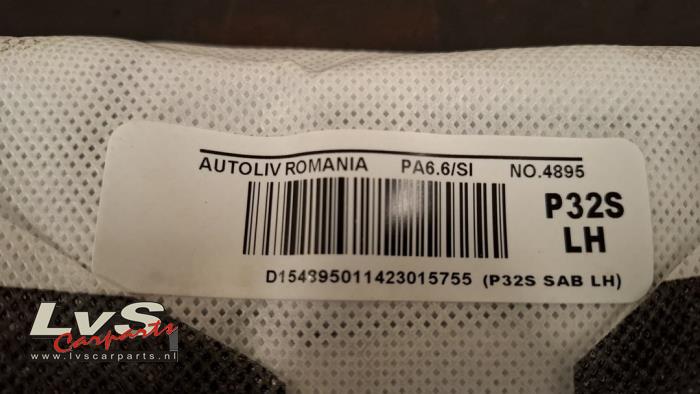 AUTOLIV ROMANIA PA6.6/SI NO.4895
P32S
LH
D154395011423015755 (P32S SAB LH)
LvS
Carparts
www.lvscarparts.nl